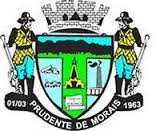 01/03 PRUDENTE DE MORAIS 1963